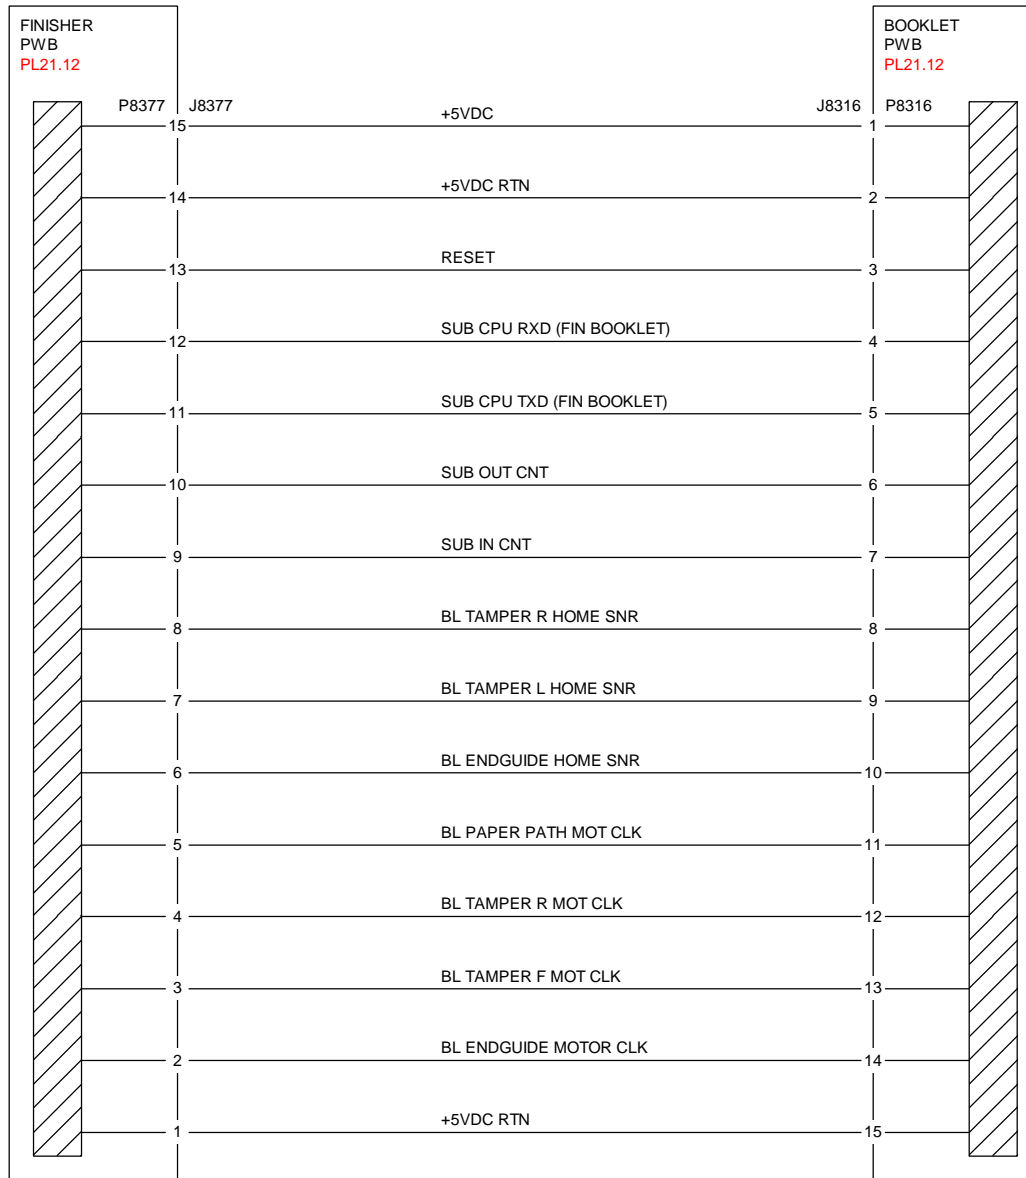 FINISHER
PWB
PL21.12
BOOKLET
PWB
PL21.12
P8377 J8377 J8316 P8316
15 +5VDC 1
14 +5VDC RTN 2
13 RESET 3
12 SUB CPU RXD (FIN BOOKLET) 4
11 SUB CPU TXD (FIN BOOKLET) 5
10 SUB OUT CNT 6
9 SUB IN CNT 7
8 BL TAMPER R HOME SNR 8
7 BL TAMPER L HOME SNR 9
6 BL ENDGUIDE HOME SNR 10
5 BL PAPER PATH MOT CLK 11
4 BL TAMPER R MOT CLK 12
3 BL TAMPER F MOT CLK 13
2 BL ENDGUIDE MOTOR CLK 14
1 +5VDC RTN 15